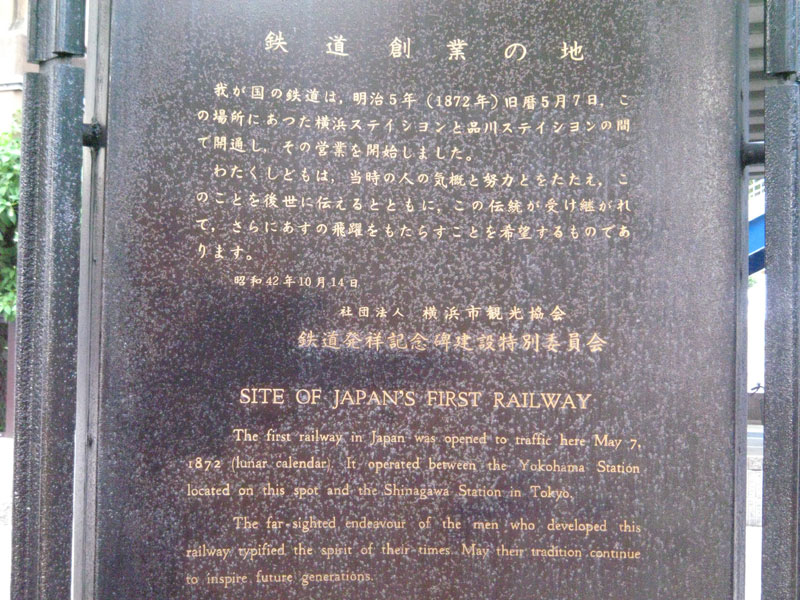 鉄道創業の地
我が国の鉄道は，明治5年（1872年）旧暦5月7日，こ
の場所にあつた横浜ステイシヨンと品川ステイシヨンの間
で開通し，その営業を開始しました。
わたくしどもは，当時の人の気概と努力とをたたえ，こ
のことを後世に伝えるとともに，この伝統が受け継がれ
て，さらにあすの飛躍をもたらすことを希望するものであ
ります。
昭和42年10月14日
社団法人 横浜市観光協会
鉄道発祥記念碑建設特別委員会
SITE OF JAPAN'S FIRST RAILWAY
The first railway in Japan was opened to traffic here May 7,
1872 (lunar calendar). It operated between the Yokohama Station
located on this spot and the Shinagawa Station in Tokyo.
The far-sighted endeavour of the men who developed this
railway typified the spirit of their times. May their tradition continue
to inspire future generations.